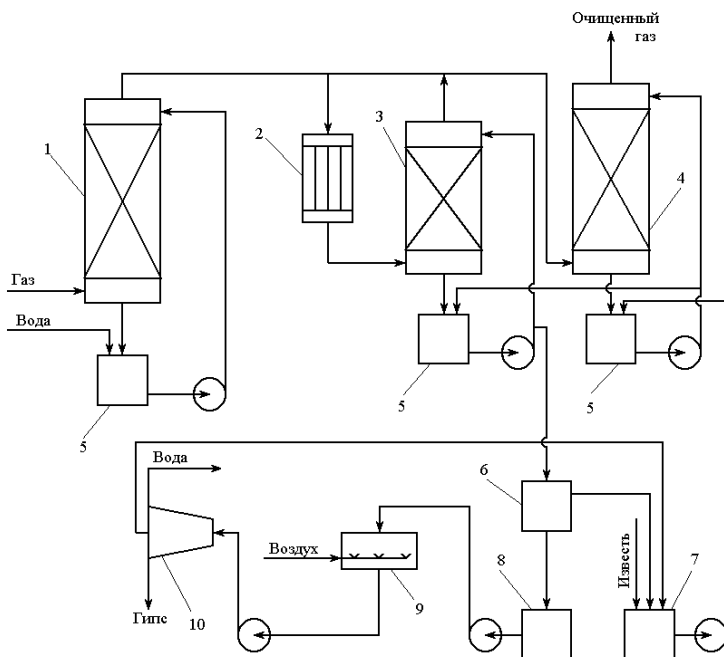 Очищенный
газ
1
2
3
4
Газ
Вода
5
5
5
Вода
6
Воздух
Известь
8
7
9
Гипс
10